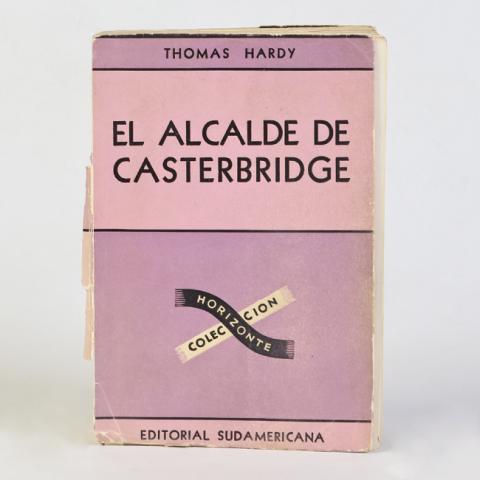 THOMAS HARDY
EL ALCALDE DE
CASTERBRIDGE
COLECCION
HORIZONTE
EDITORIAL SUDAMERICANA